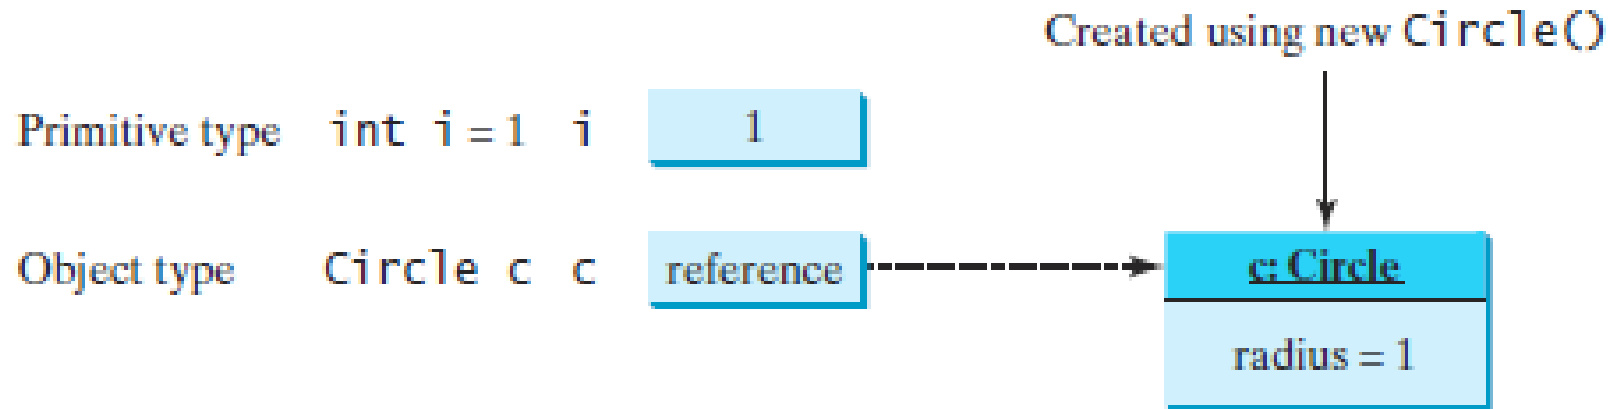 Created using new Circle()
Primitive type int i = 1 i 1
Object type Circle c c reference
c: Circle
radius = 1